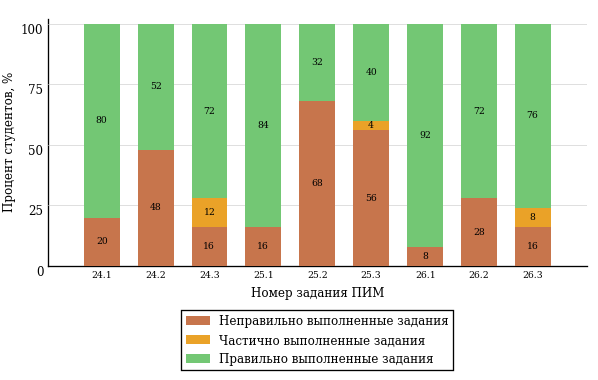 100
75
50
25
0
Процент студентов, %
80 52 72 84 32 40 92 72 76
12 4 8
20 48 16 16 68 56 8 28 16
24.1 24.2 24.3 25.1 25.2 25.3 26.1 26.2 26.3
Номер задания ПИМ
Неправильно выполненные задания
Частично выполненные задания
Правильно выполненные задания